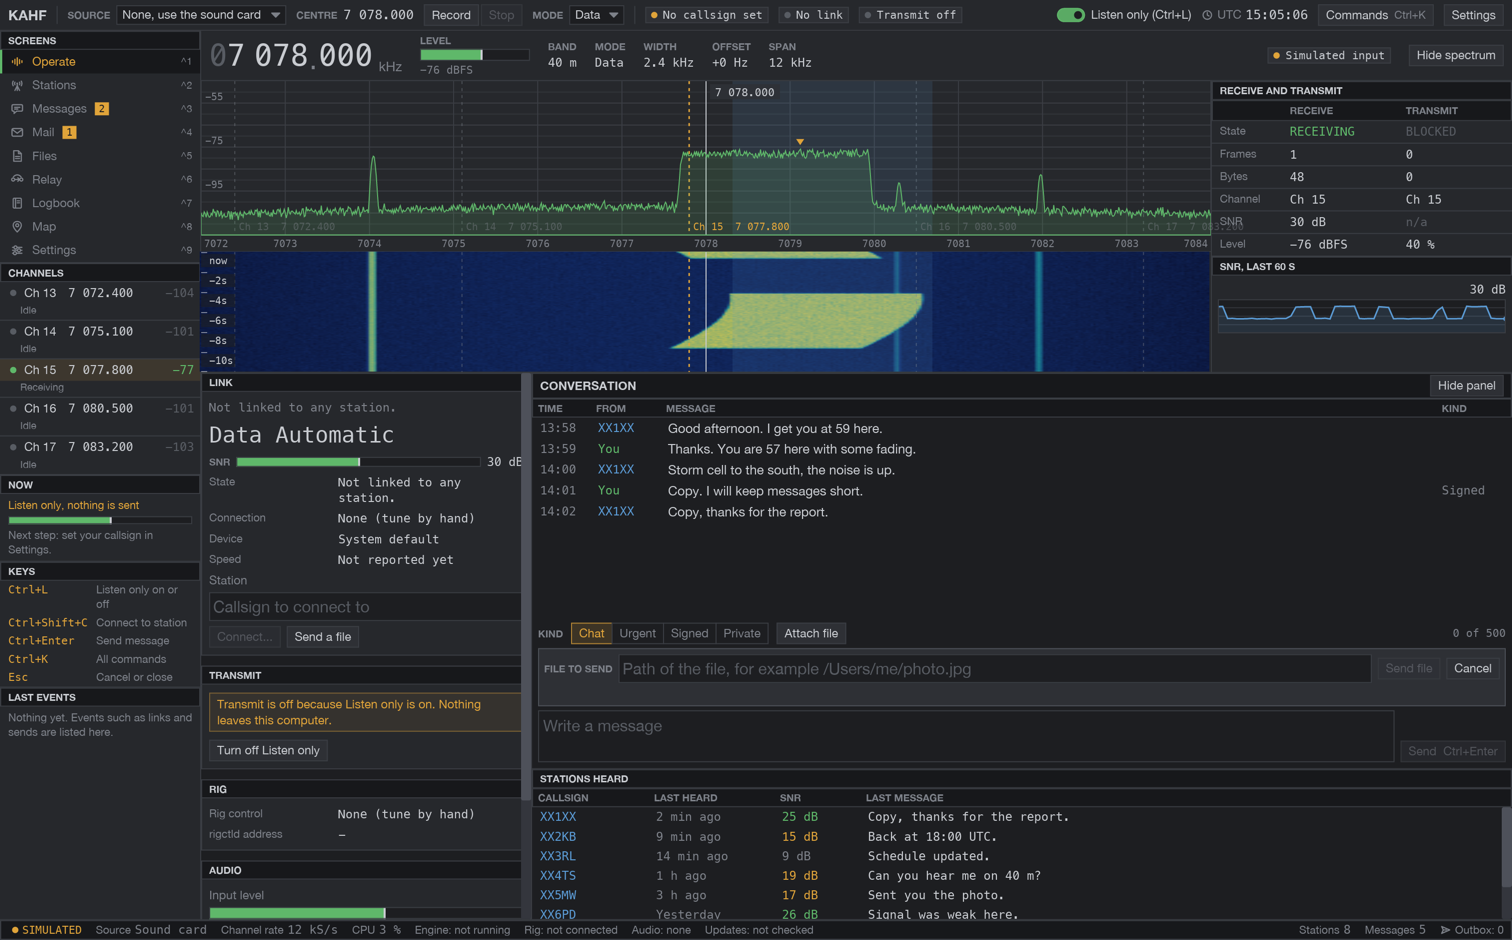 KAHF SOURCE None, use the sound card CENTRE 7 078.000 Record Stop MODE Data No callsign set No link Transmit off Listen only (Ctrl+L) UTC 15:05:06 Commands Ctrl+K Settings
SCREENS
Operate ^1
Stations ^2
Messages 2 ^3
Mail 1 ^4
Files ^5
Relay ^6
Logbook ^7
Map ^8
Settings ^9
CHANNELS
Ch 13 7 072.400 −104
Idle
Ch 14 7 075.100 −101
Idle
Ch 15 7 077.800 −77
Receiving
Ch 16 7 080.500 −101
Idle
Ch 17 7 083.200 −103
Idle
NOW
Listen only, nothing is sent
Next step: set your callsign in
Settings.
KEYS
Ctrl+L Listen only on or
off
Ctrl+Shift+C Connect to station
Ctrl+Enter Send message
Ctrl+K All commands
Esc Cancel or close
LAST EVENTS
Nothing yet. Events such as links and
sends are listed here.
07 078.000 kHz
LEVEL
−76 dBFS
BAND MODE WIDTH OFFSET SPAN
40 m Data 2.4 kHz +0 Hz 12 kHz
Simulated input Hide spectrum
7 078.000
−55
−75
−95
Ch 13 7 072.400 Ch 14 7 075.100 Ch 15 7 077.800 Ch 16 7 080.500 Ch 17 7 083.200
7072 7073 7074 7075 7076 7077 7078 7079 7080 7081 7082 7083 7084
now
−2s
−4s
−6s
−8s
−10s
RECEIVE AND TRANSMIT
RECEIVE TRANSMIT
State RECEIVING BLOCKED
Frames 1 0
Bytes 48 0
Channel Ch 15 Ch 15
SNR 30 dB n/a
Level −76 dBFS 40 %
SNR, LAST 60 S
30 dB
LINK
Not linked to any station.
Data Automatic
SNR 30 dB
State Not linked to any
station.
Connection None (tune by hand)
Device System default
Speed Not reported yet
Station
Callsign to connect to
Connect... Send a file
TRANSMIT
Transmit is off because Listen only is on. Nothing
leaves this computer.
Turn off Listen only
RIG
Rig control None (tune by hand)
rigctld address –
AUDIO
Input level
CONVERSATION Hide panel
TIME FROM MESSAGE KIND
13:58 XX1XX Good afternoon. I get you at 59 here.
13:59 You Thanks. You are 57 here with some fading.
14:00 XX1XX Storm cell to the south, the noise is up.
14:01 You Copy. I will keep messages short. Signed
14:02 XX1XX Copy, thanks for the report.
KIND Chat Urgent Signed Private Attach file 0 of 500
FILE TO SEND Path of the file, for example /Users/me/photo.jpg Send file Cancel
Write a message
Send Ctrl+Enter
STATIONS HEARD
CALLSIGN LAST HEARD SNR LAST MESSAGE
XX1XX 2 min ago 25 dB Copy, thanks for the report.
XX2KB 9 min ago 15 dB Back at 18:00 UTC.
XX3RL 14 min ago 9 dB Schedule updated.
XX4TS 1 h ago 19 dB Can you hear me on 40 m?
XX5MW 3 h ago 17 dB Sent you the photo.
XX6PD Yesterday 26 dB Signal was weak here.
SIMULATED Source Sound card Channel rate 12 kS/s CPU 3 % Engine: not running Rig: not connected Audio: none Updates: not checked Stations 8 Messages 5 Outbox: 0